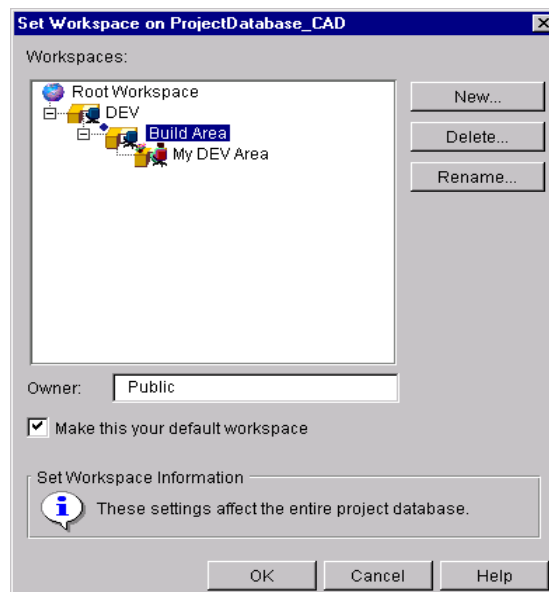 Set Workspace on ProjectDatabase_CAD
Workspaces:
Root Workspace
DEV
Build Area
My DEV Area
New...
Delete...
Rename...
Owner: Public
Make this your default workspace
Set Workspace Information
These settings affect the entire project database.
OK Cancel Help